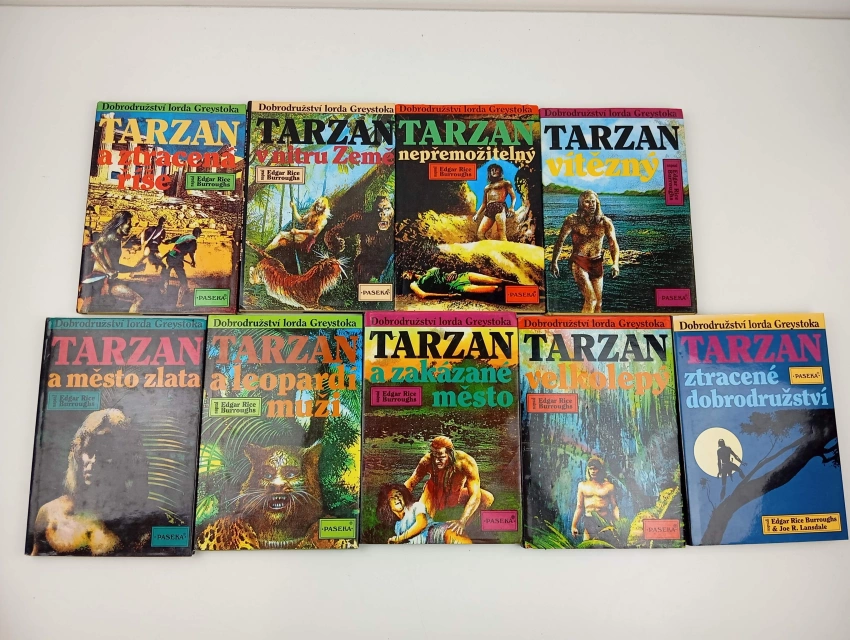 Dobrodružství lorda Greystoka
TARZAN
a ztracená
říše
Edgar Rice
Burroughs
PASEKA
Dobrodružství lorda Greystoka
TARZAN
v nitru Země
Edgar Rice
Burroughs
PASEKA
Dobrodružství lorda Greystoka
TARZAN
nepřemožitelný
Edgar Rice
Burroughs
PASEKA
Dobrodružství lorda Greystoka
TARZAN
vítězný
Edgar Rice
Burroughs
PASEKA
Dobrodružství lorda Greystoka
TARZAN
a město zlata
Edgar Rice
Burroughs
PASEKA
Dobrodružství lorda Greystoka
TARZAN
a leopardí
muži
Edgar Rice
Burroughs
PASEKA
Dobrodružství lorda Greystoka
TARZAN
a zakázané
město
Edgar Rice
Burroughs
PASEKA
Dobrodružství lorda Greystoka
TARZAN
velkolepý
Edgar Rice
Burroughs
PASEKA
Dobrodružství lorda Greystoka
TARZAN
ztracené
PASEKA
dobrodružství
Edgar Rice Burroughs
& Joe R. Lansdale